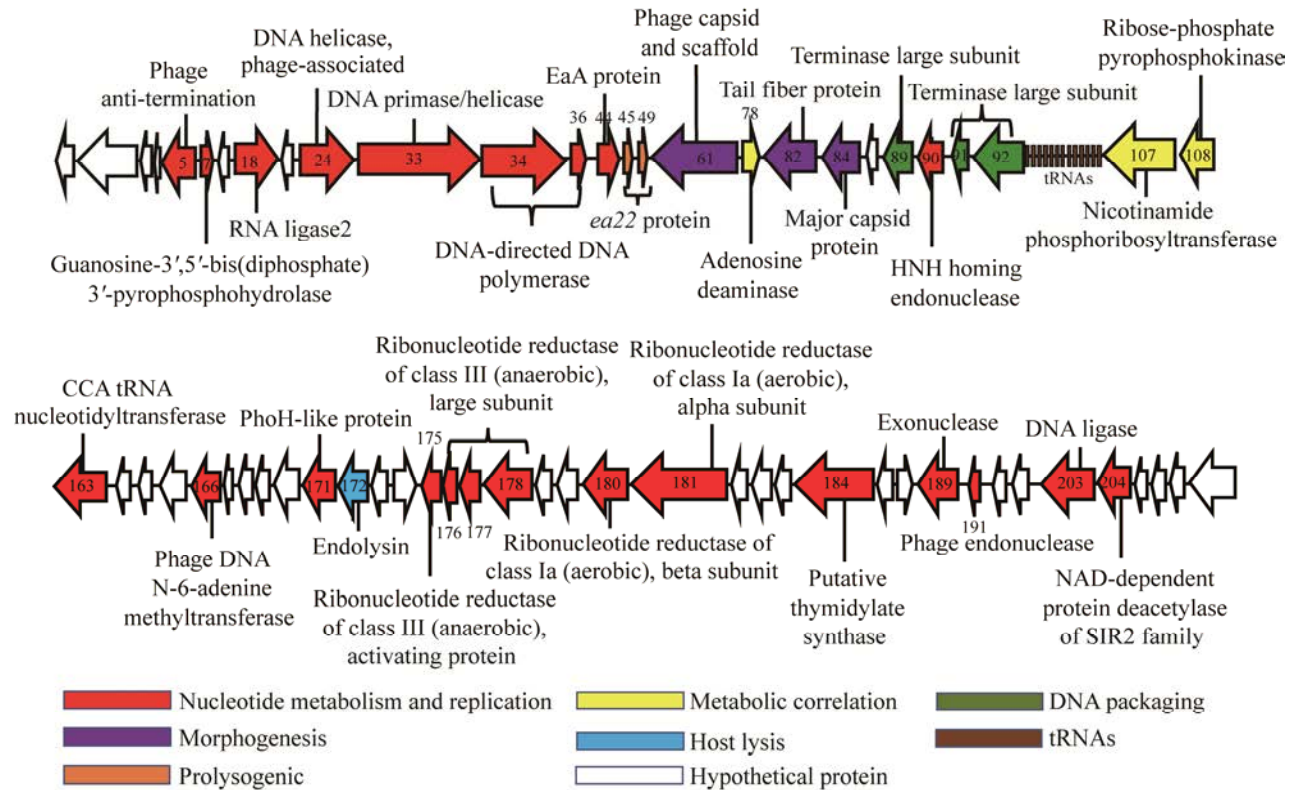 Phage capsid
and scaffold
Ribose-phosphate
pyrophosphokinase
DNA helicase,
phage-associated
Terminase large subunit
Phage
anti-termination
EaA protein
DNA primase/helicase
Tail fiber protein
Terminase large subunit
36
44
45
49
78
5
7
18
24
33
34
61
82
84
89
90
91
92
107
108
tRNAs
RNA ligase2
ea22 protein
Major capsid
protein
Nicotinamide
phosphoribosyltransferase
Guanosine-3′,5′-bis(diphosphate)
3′-pyrophosphohydrolase
DNA-directed DNA
polymerase
Adenosine
deaminase
HNH homing
endonuclease
Ribonucleotide reductase
of class III (anaerobic),
large subunit
Ribonucleotide reductase
of class Ia (aerobic),
alpha subunit
CCA tRNA
nucleotidyltransferase
PhoH-like protein
175
Exonuclease
DNA ligase
163
166
171
172
178
180
181
184
189
203
204
176
177
191
Endolysin
Phage endonuclease
Phage DNA
N-6-adenine
methyltransferase
Ribonucleotide reductase of
class Ia (aerobic), beta subunit
Ribonucleotide reductase
of class III (anaerobic),
activating protein
Putative
thymidylate
synthase
NAD-dependent
protein deacetylase
of SIR2 family
Nucleotide metabolism and replication
Metabolic correlation
DNA packaging
Morphogenesis
Host lysis
tRNAs
Prolysogenic
Hypothetical protein